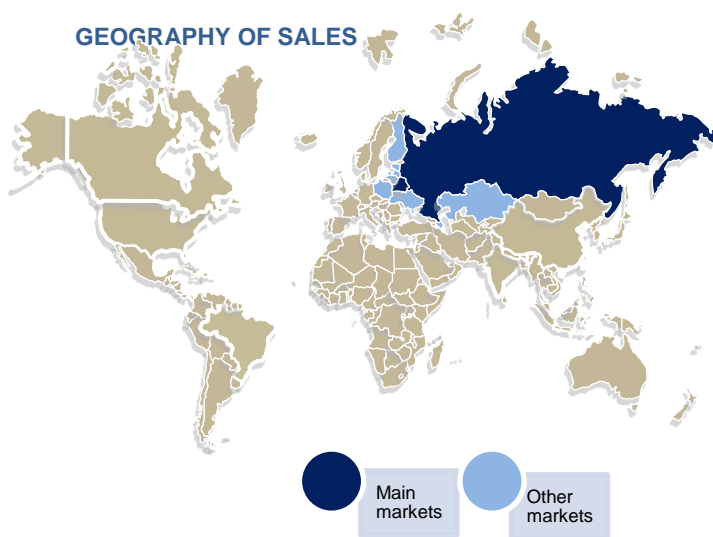 GEOGRAPHY OF SALES
Main
markets
Other
markets